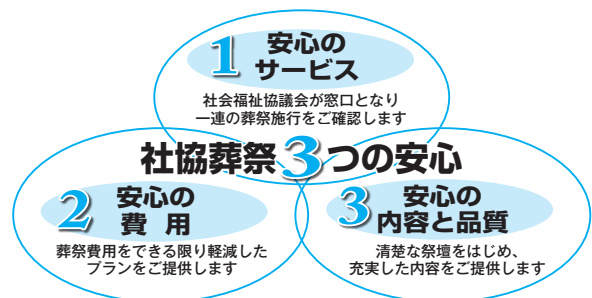 1 安心の
サービス
社会福祉協議会が窓口となり
一連の葬祭施行をご確認します
社協葬祭3つの安心
2 安心の
費 用
葬祭費用をできる限り軽減した
プランをご提供します
3 安心の
内容と品質
清楚な祭壇をはじめ、
充実した内容をご提供します